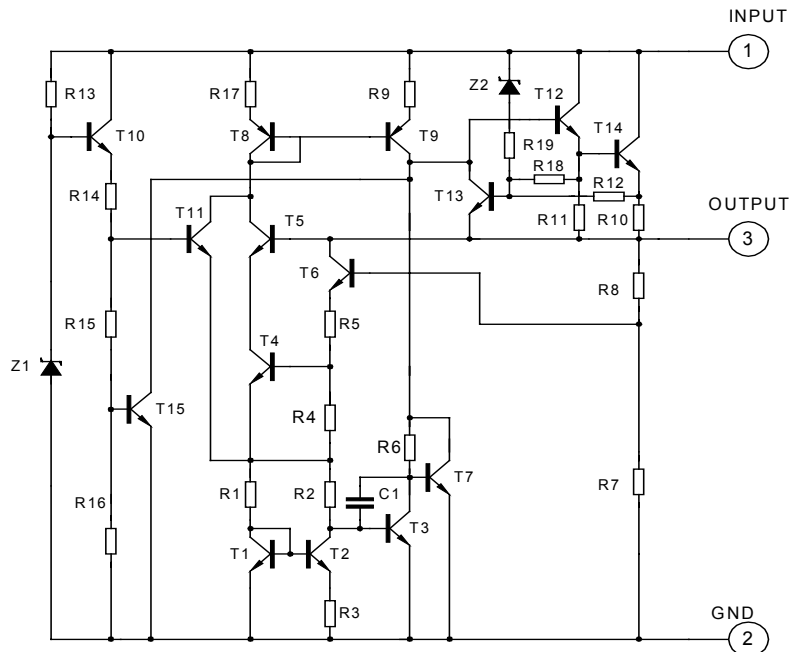 INPUT
1
R13
R17
R9
Z2
T12
T10
T8
T9
T14
R19
R18
R12
R14
T13
T11
T5
R11
R10
OUTPUT
3
T6
R8
R15
R5
T4
Z1
T15
R4
R6
T7
R7
R16
R1
R2
C1
T1
T2
T3
R3
GND
2